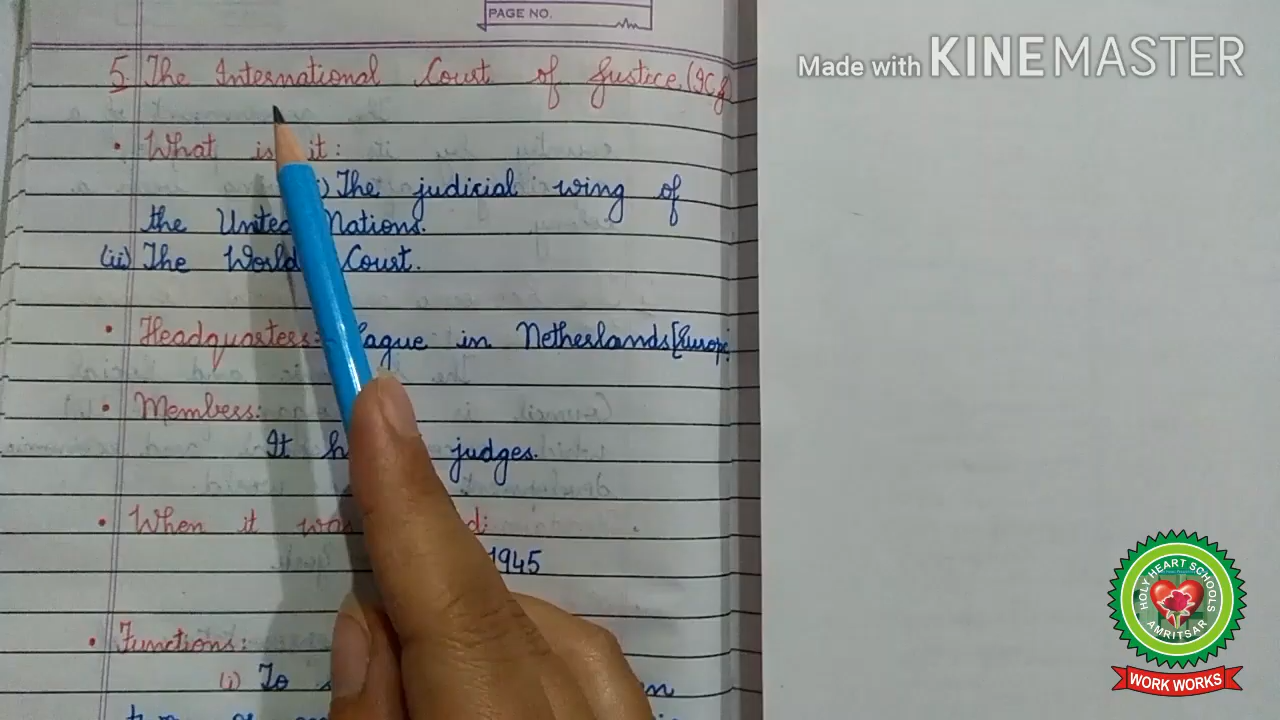 PAGE NO.
5. The International Court of Justice. (ICJ)
Made with KINEMASTER
• What is it:
i) The judicial wing of
the United Nations.
(ii) The World Court.
• Headquarters: Hague in Netherlands [Europe
• Members:
It judges.
• When it was
1945
• Functions:
(i) To
HOLY HEART SCHOOLS
AMRITSAR
WORK WORKS